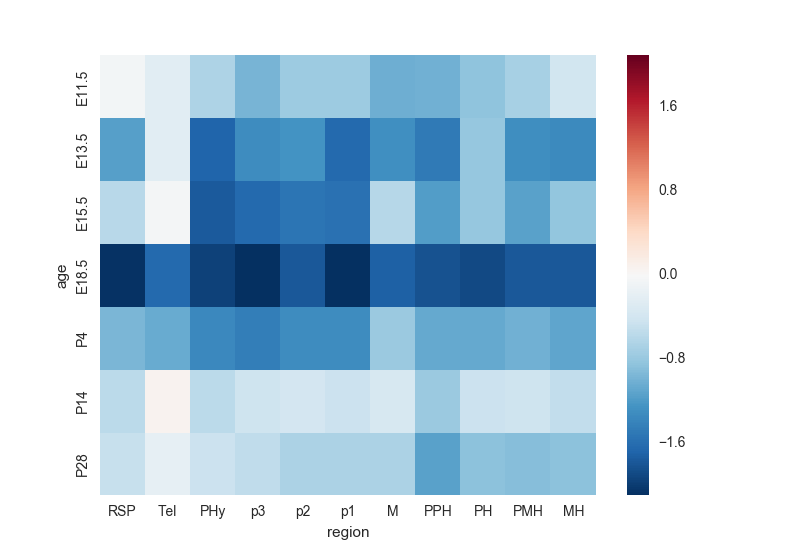 age
E11.5
E13.5
E15.5
E18.5
P4
P14
P28
RSP Tel PHy p3 p2 p1 M PPH PH PMH MH
region
1.6
0.8
0.0
−0.8
−1.6